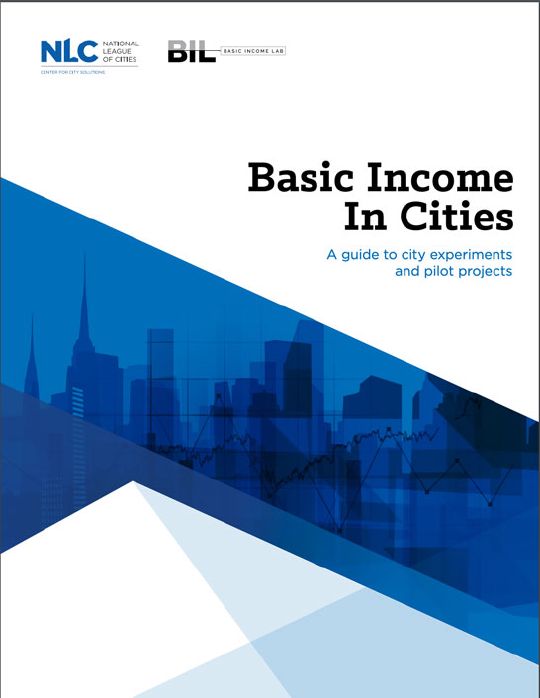 NLC NATIONAL
LEAGUE
OF CITIES
CENTER FOR CITY SOLUTIONS
BIL BASIC INCOME LAB
Basic Income
In Cities
A guide to city experiments
and pilot projects